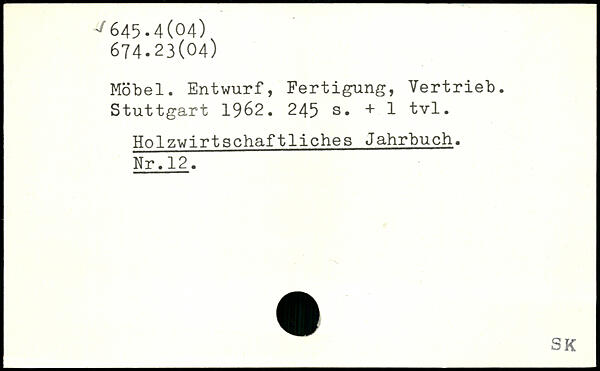 645.4(04)
674.23(04)
Möbel. Entwurf, Fertigung, Vertrieb.
Stuttgart 1962. 245 s. + 1 tvl.
Holzwirtschaftliches Jahrbuch.
Nr.12.
SK